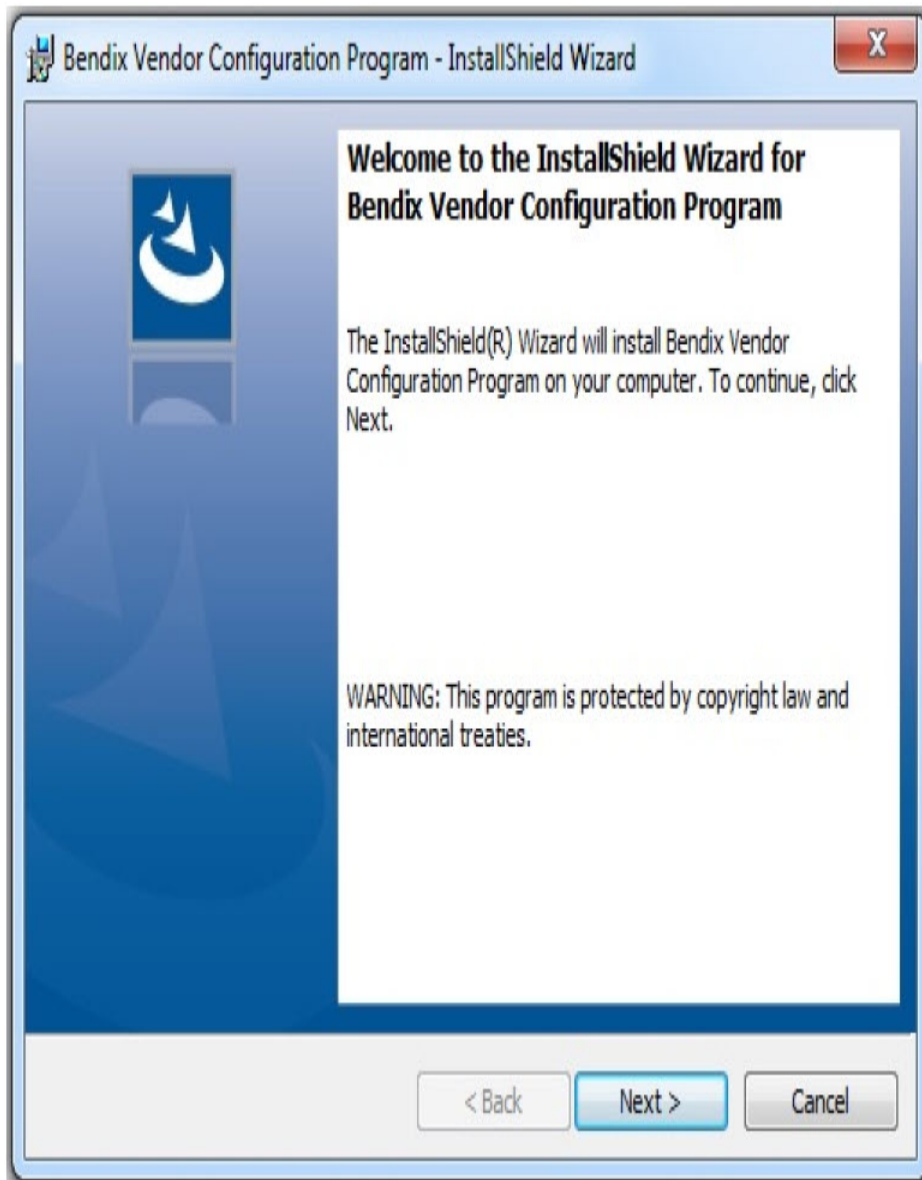 Bendix Vendor Configuration Program - InstallShield Wizard
X
Welcome to the InstallShield Wizard for
Bendix Vendor Configuration Program
The InstallShield(R) Wizard will install Bendix Vendor
Configuration Program on your computer. To continue, click
Next.
WARNING: This program is protected by copyright law and
international treaties.
< Back
Next >
Cancel